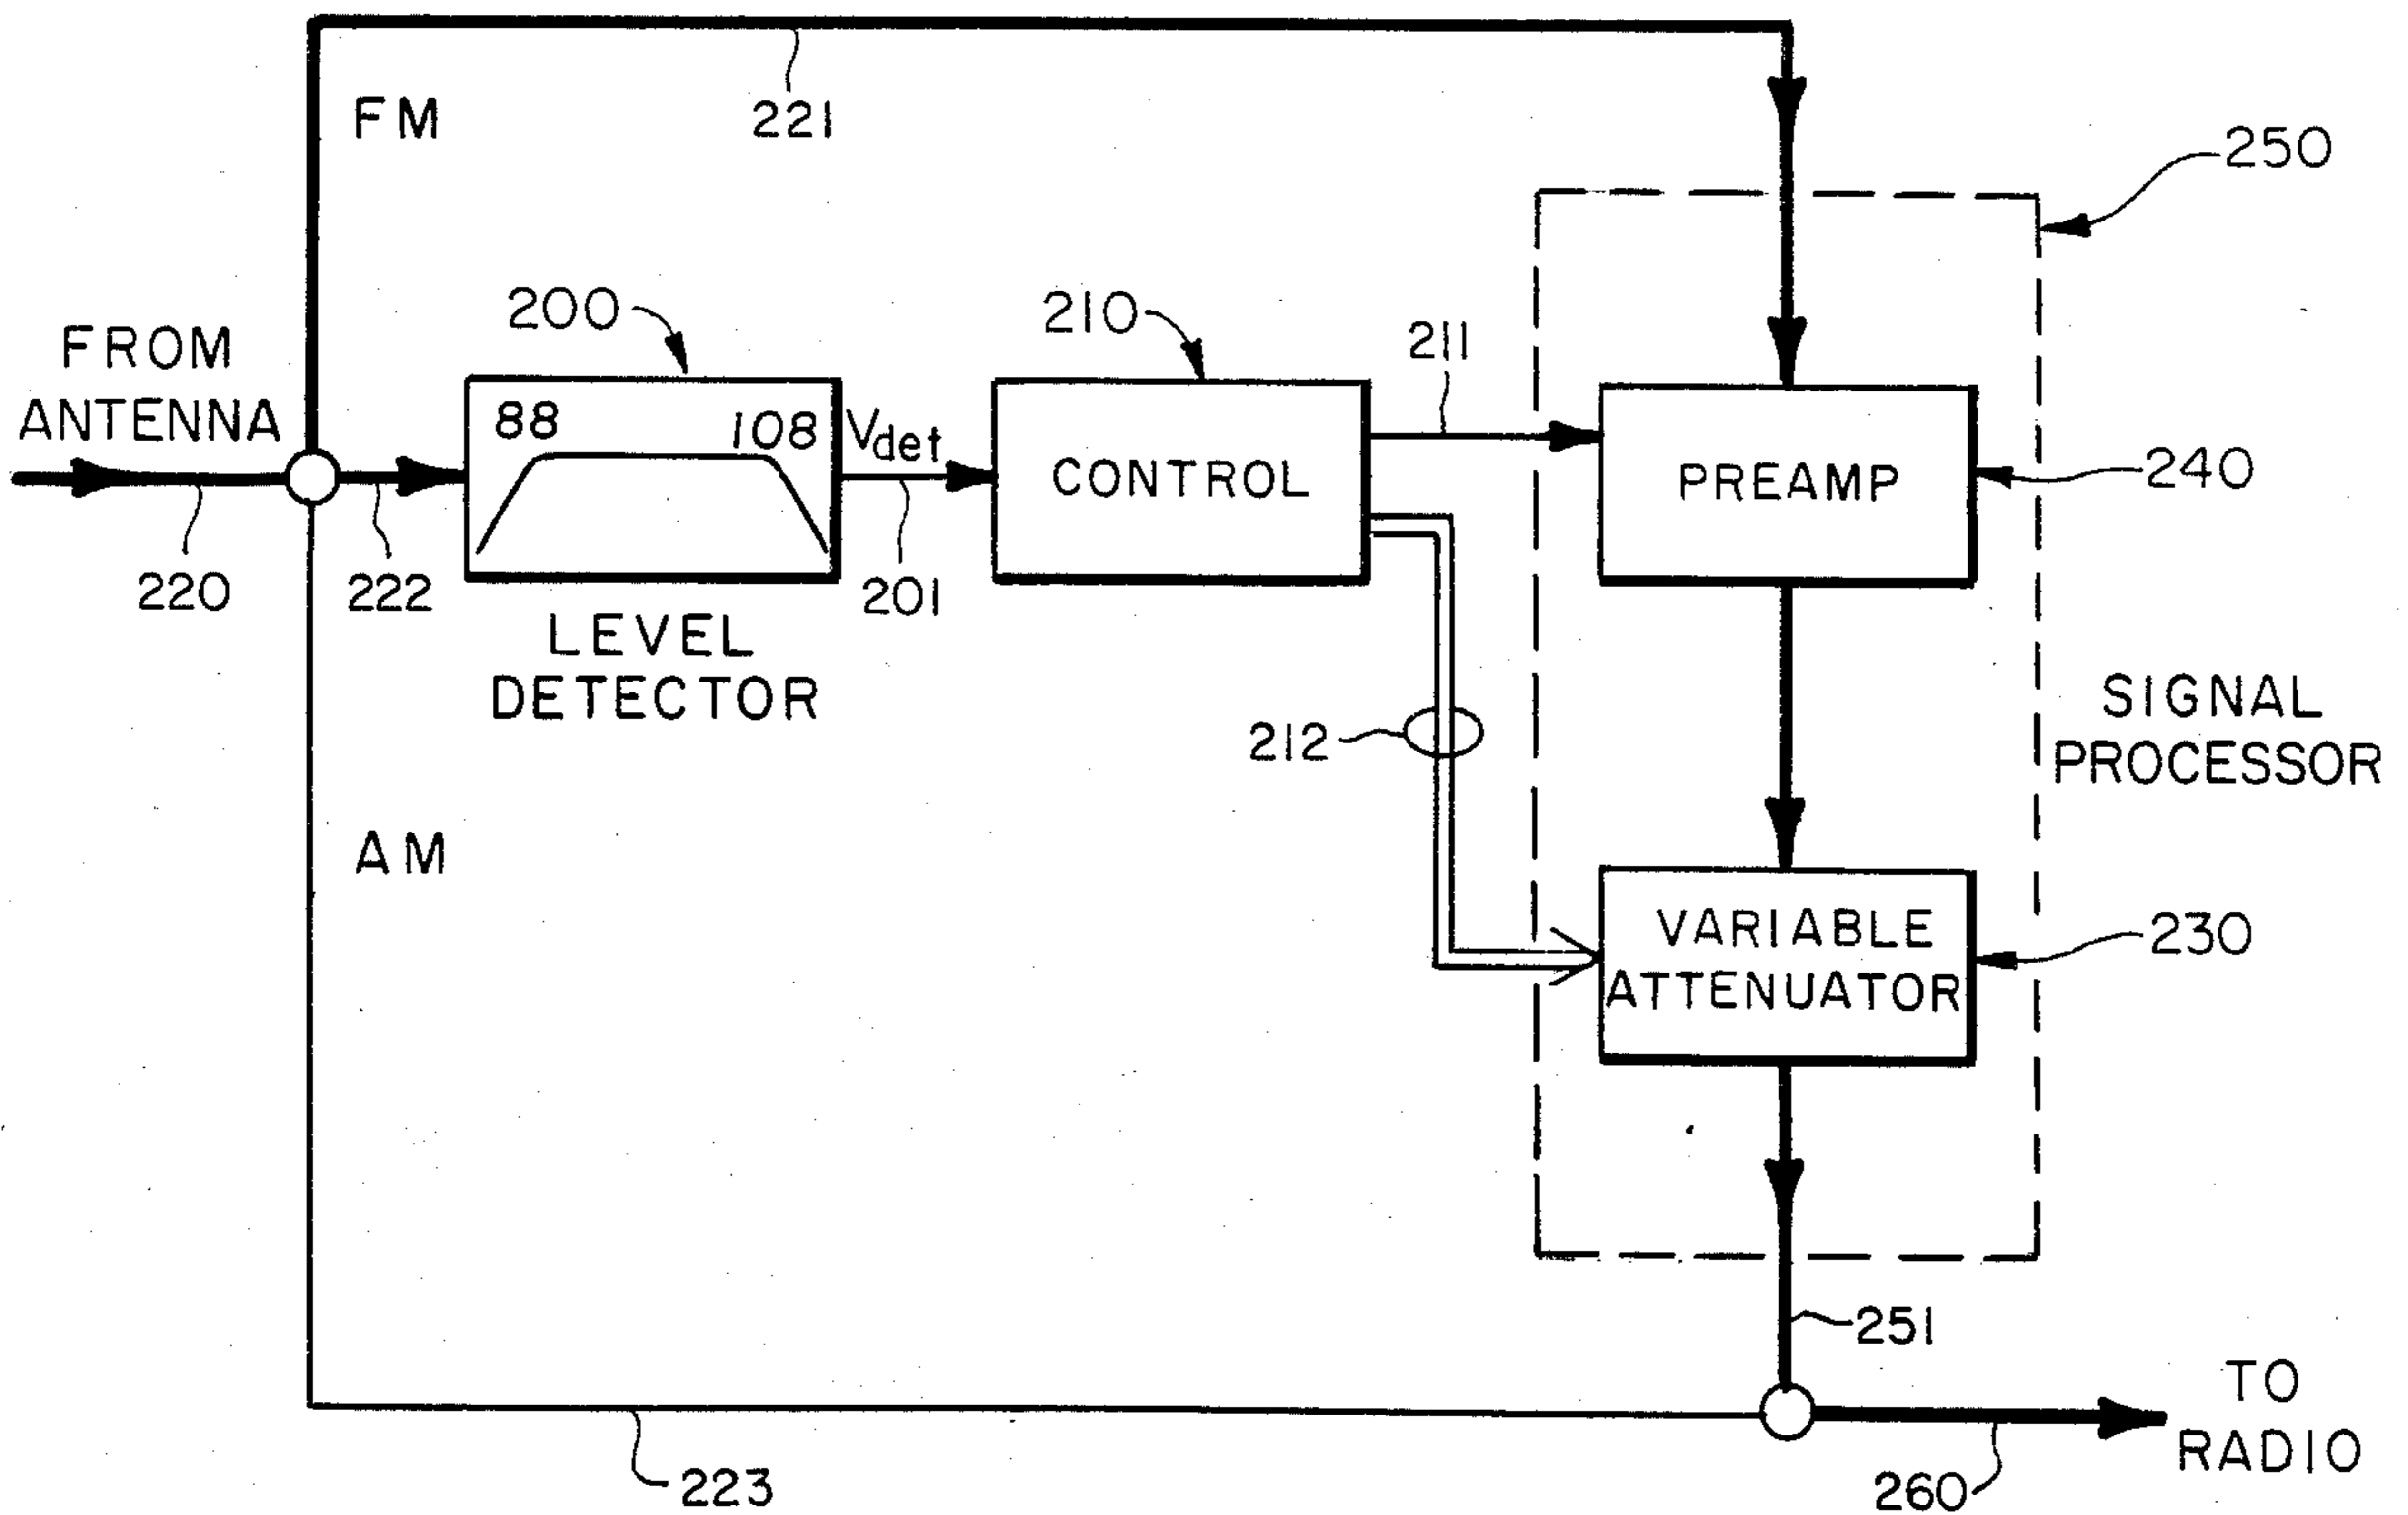 FM
221
250
FROM
ANTENNA
200
210
211
88
108
Vdet
CONTROL
PREAMP
240
220
222
201
LEVEL
DETECTOR
212
SIGNAL
PROCESSOR
AM
VARIABLE
ATTENUATOR
230
251
TO
RADIO
223
260